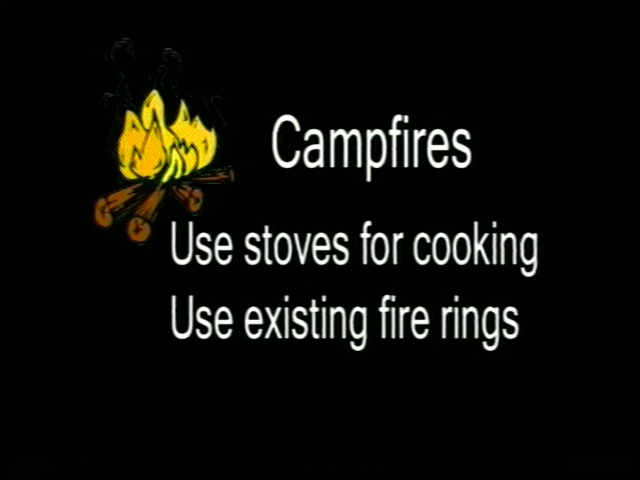 Campfires
Use stoves for cooking
Use existing fire rings